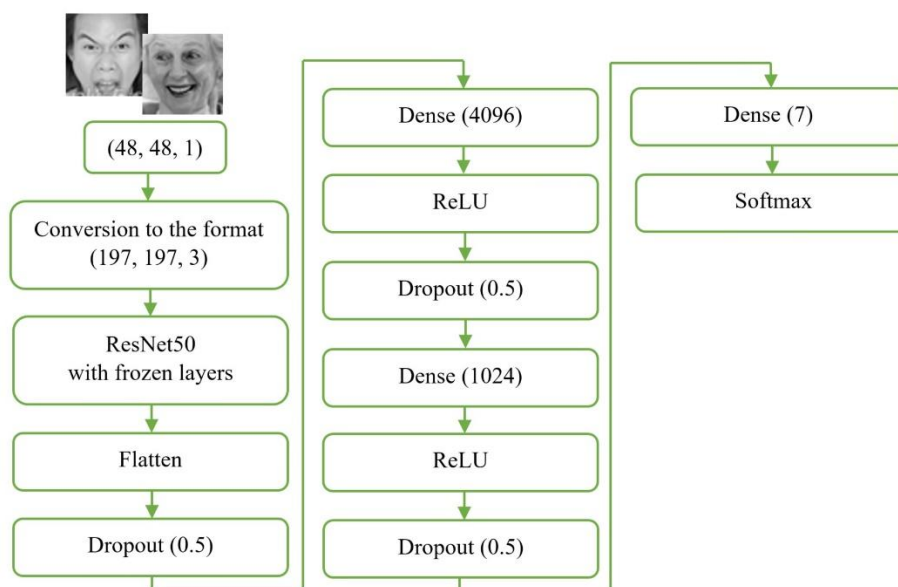 (48, 48, 1)
Conversion to the format
(197, 197, 3)
ResNet50
with frozen layers
Flatten
Dropout (0.5)
Dense (4096)
ReLU
Dropout (0.5)
Dense (1024)
ReLU
Dropout (0.5)
Dense (7)
Softmax